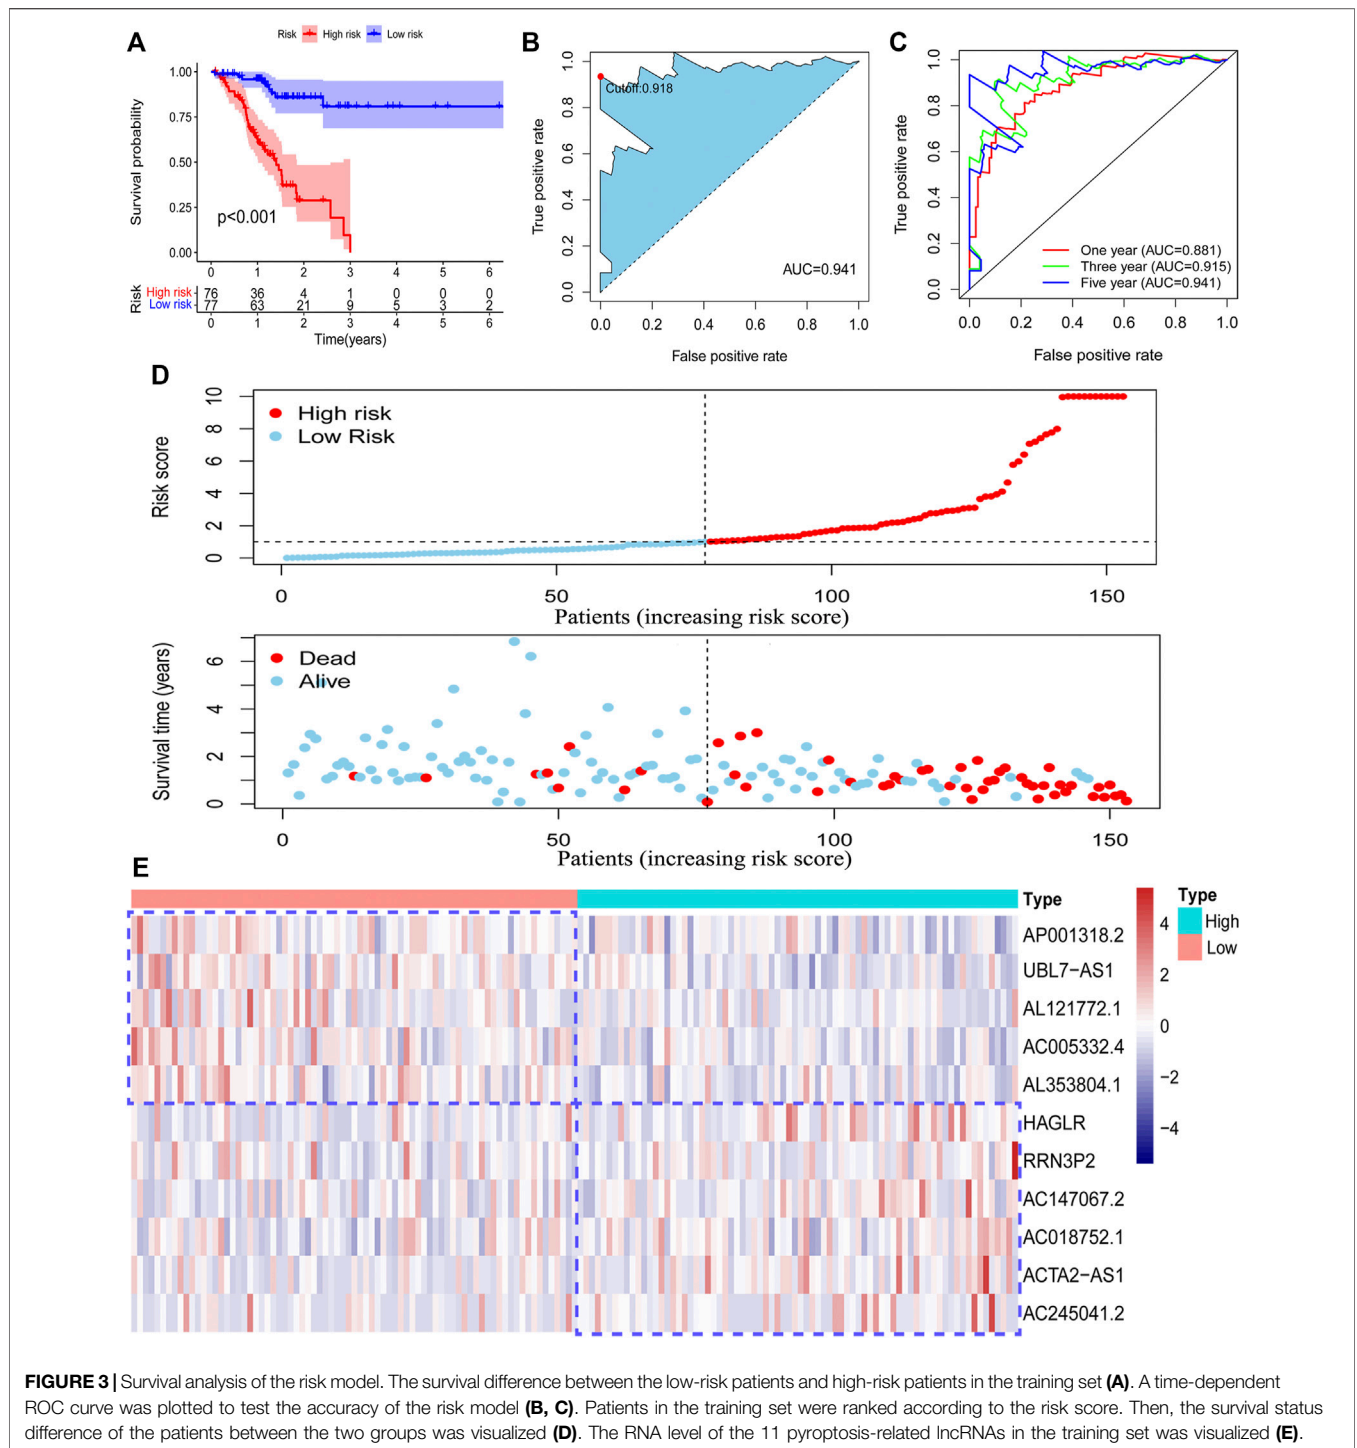 A
Risk High risk Low risk
Survival probability
1.00
0.75
0.50
0.25
0.00
p<0.001
0 1 2 3 4 5 6
Risk
High risk 76 36 4 1 0 0 0
Low risk 77 63 21 9 5 3 2
0 1 2 3 4 5 6
Time(years)
B
True positive rate
1.0
0.8
0.6
0.4
0.2
0.0
Cutoff:0.918
AUC=0.941
0.0 0.2 0.4 0.6 0.8 1.0
False positive rate
C
True positive rate
1.0
0.8
0.6
0.4
0.2
0.0
One year (AUC=0.881)
Three year (AUC=0.915)
Five year (AUC=0.941)
0.0 0.2 0.4 0.6 0.8 1.0
False positive rate
D
Risk score
10
8
6
4
2
0
High risk
Low Risk
0 50 100 150
Patients (increasing risk score)
Survival time (years)
6
4
2
0
Dead
Alive
0 50 100 150
Patients (increasing risk score)
E
Type
AP001318.2
UBL7−AS1
AL121772.1
AC005332.4
AL353804.1
HAGLR
RRN3P2
AC147067.2
AC018752.1
ACTA2−AS1
AC245041.2
4
2
0
−2
−4
Type
High
Low
FIGURE 3 | Survival analysis of the risk model. The survival difference between the low-risk patients and high-risk patients in the training set (A). A time-dependent
ROC curve was plotted to test the accuracy of the risk model (B, C). Patients in the training set were ranked according to the risk score. Then, the survival status
difference of the patients between the two groups was visualized (D). The RNA level of the 11 pyroptosis-related lncRNAs in the training set was visualized (E).